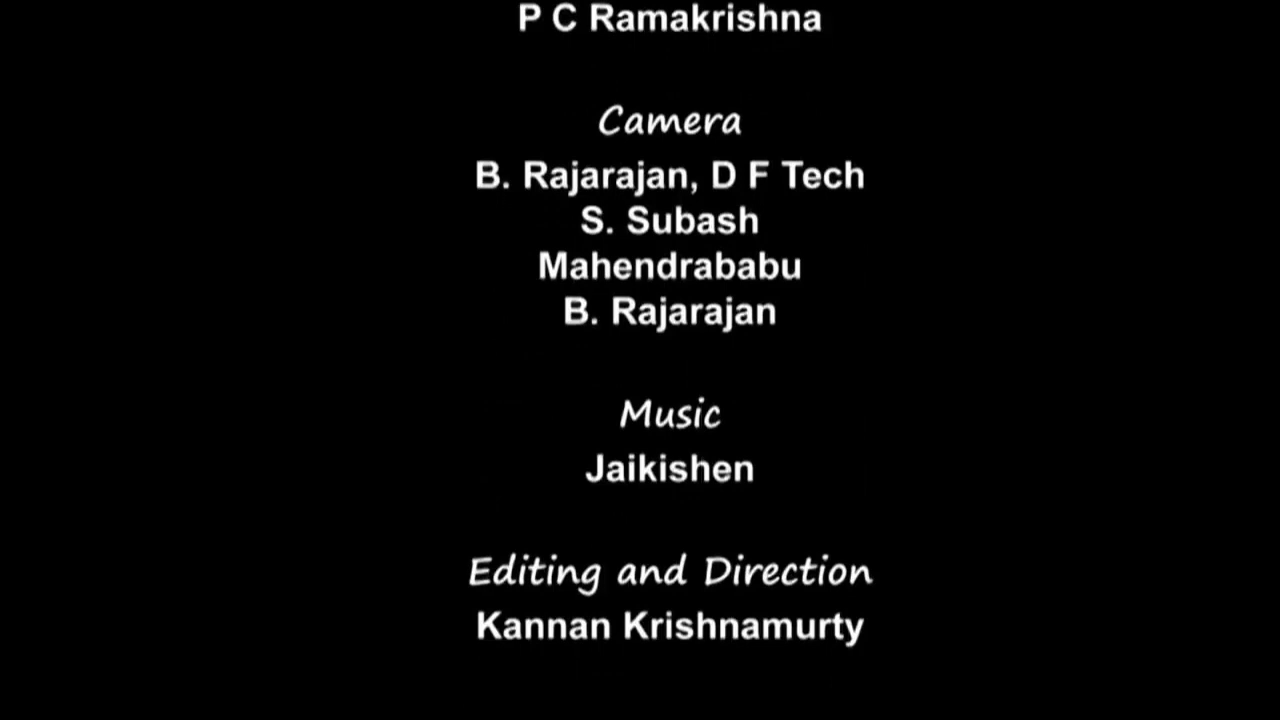 P C Ramakrishna
Camera
B. Rajarajan, D F Tech
S. Subash
Mahendrababu
B. Rajarajan
Music
Jaikishen
Editing and Direction
Kannan Krishnamurty